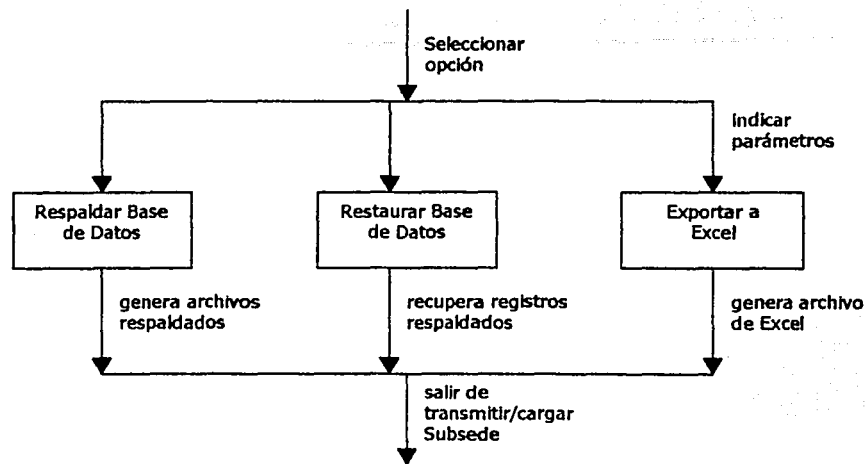 Seleccionar
opción
Indicar
parámetros
Respaldar Base
de Datos
Restaurar Base
de Datos
Exportar a
Excel
genera archivos
respaldados
recupera registros
respaldados
genera archivo
de Excel
salir de
transmitir/cargar
Subsede